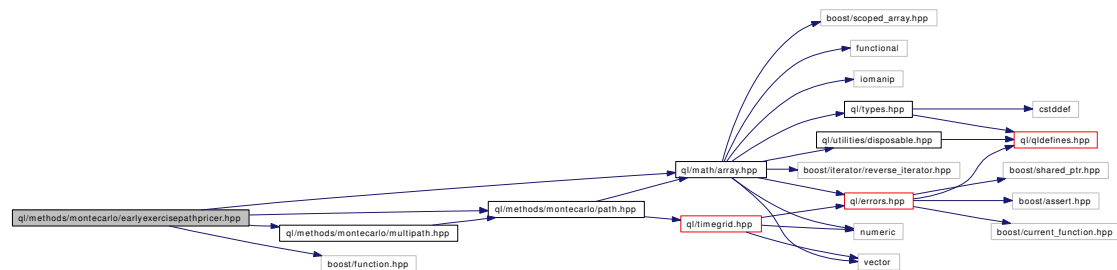 boost/scoped_array.hpp
functional
iomanip
ql/types.hpp
cstddef
ql/utilities/disposable.hpp
ql/qldefines.hpp
ql/math/array.hpp
boost/iterator/reverse_iterator.hpp
boost/shared_ptr.hpp
ql/errors.hpp
boost/assert.hpp
ql/methods/montecarlo/earlyexercisepathpricer.hpp
ql/methods/montecarlo/path.hpp
ql/timegrid.hpp
numeric
boost/current_function.hpp
ql/methods/montecarlo/multipath.hpp
boost/function.hpp
vector